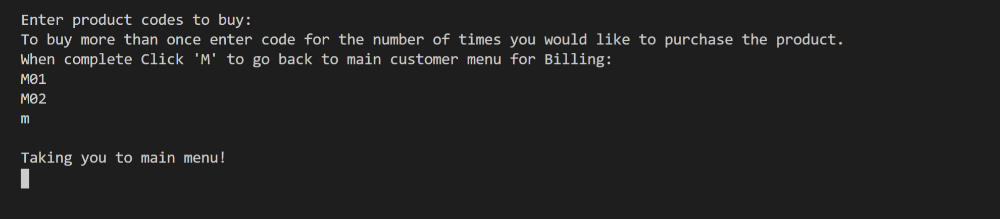 Enter product codes to buy:
To buy more than once enter code for the number of times you would like to purchase the product.
When complete Click 'M' to go back to main customer menu for Billing:
M01
M02
m
Taking you to main menu!